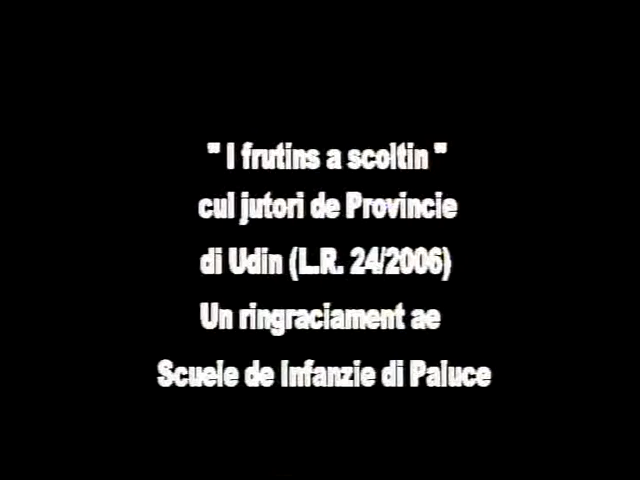 " I frutins a scoltin "
cul jutori de Provincie
di Udin (L.R. 24/2006)
Un ringraciament ae
Scuele de Infanzie di Paluce